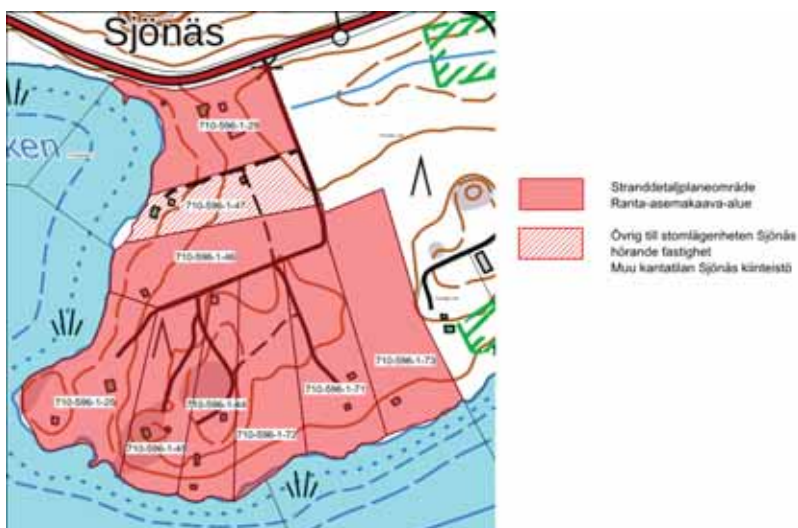 Sjönäs
710-596-1-29
ken
710-596-1-47
710-596-1-46
710-596-1-73
710-596-1-71
710-596-1-28
710-596-1-44
710-596-1-72
710-596-1-45
Stranddetaljplaneområde
Ranta-asemakaava-alue
Övrig till stomlägenheten Sjönäs
hörande fastighet
Muu kantatilan Sjönäs kiinteistö